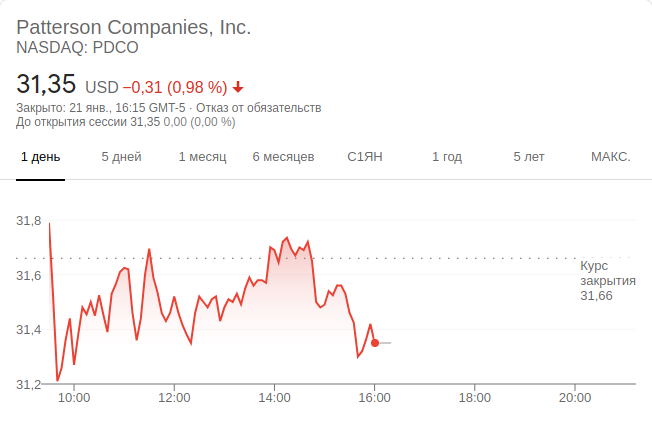 Patterson Companies, Inc.
NASDAQ: PDCO
31,35 USD −0,31 (0,98 %)
Закрыто: 21 янв., 16:15 GMT-5 · Отказ от обязательств
До открытия сессии 31,35 0,00 (0,00 %)
1 день 5 дней 1 месяц 6 месяцев С1ЯН 1 год 5 лет МАКС.
31,8
Курс
закрытия
31,66
31,6
31,4
31,2
10:00 12:00 14:00 16:00 18:00 20:00